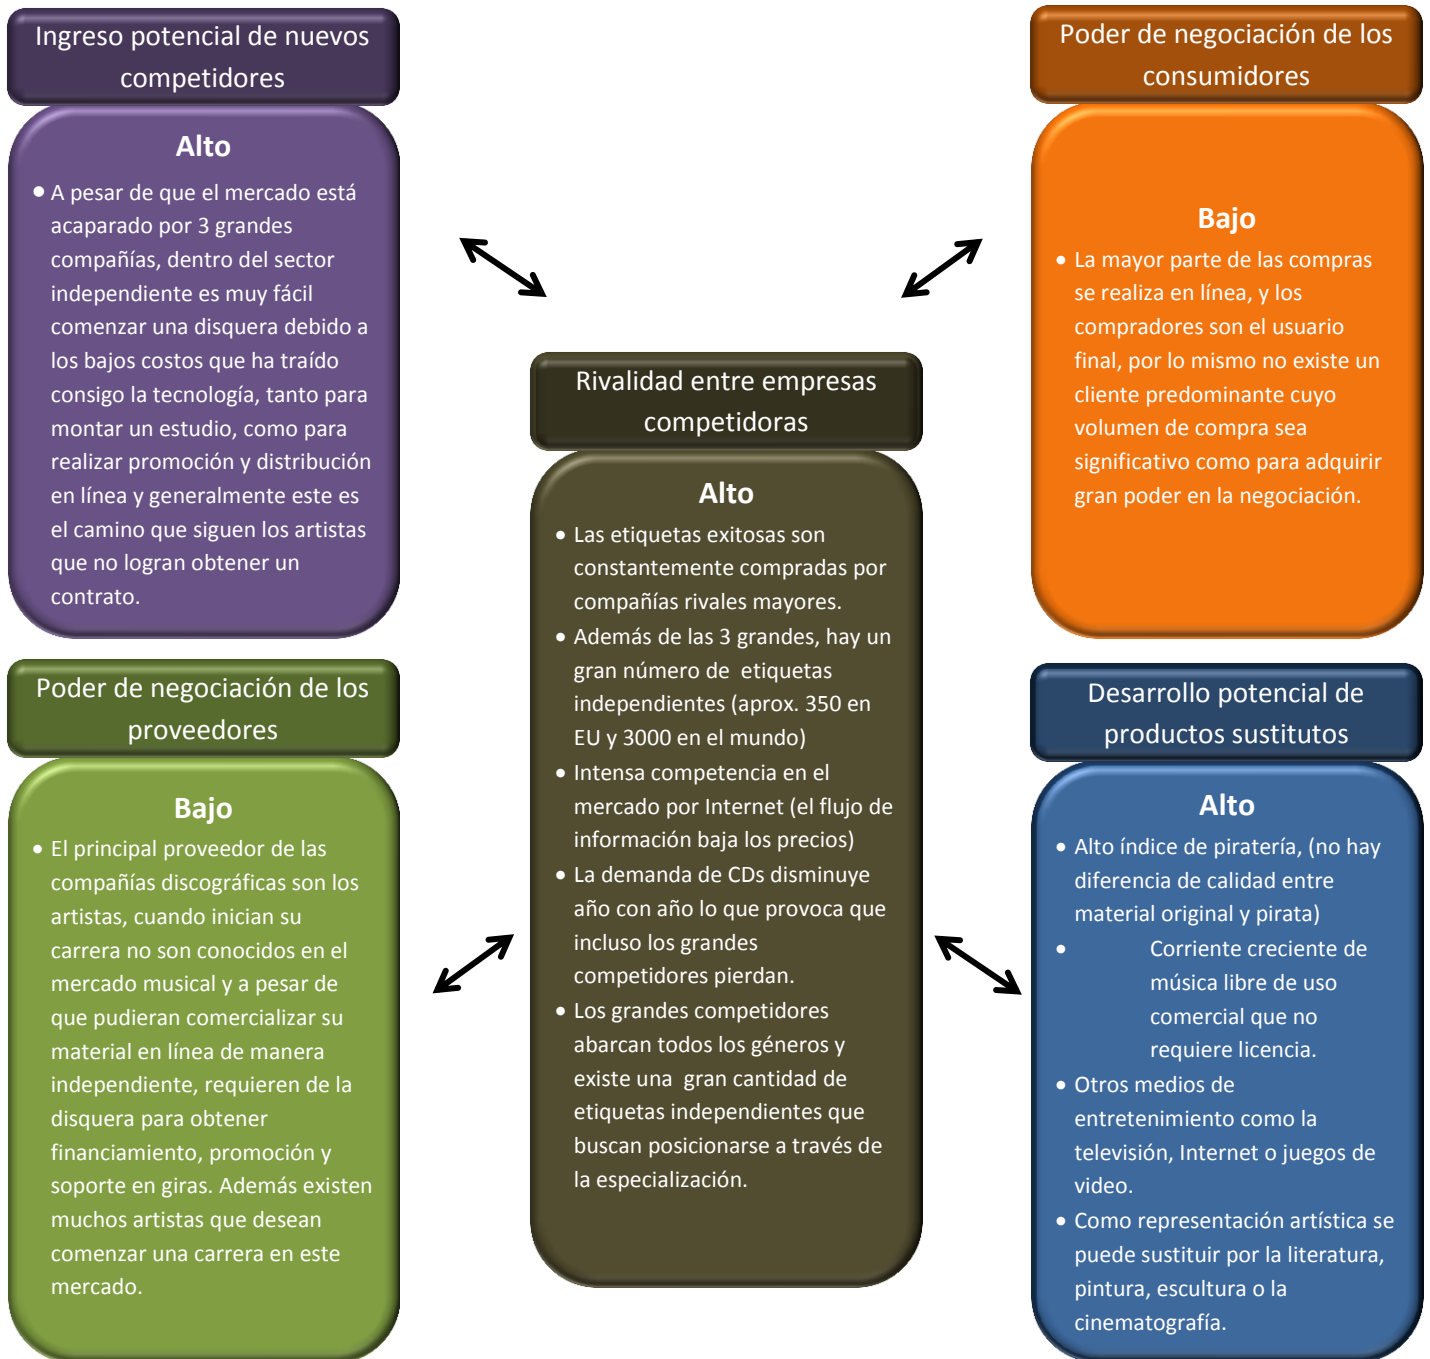 Ingreso potencial de nuevos
competidores
Alto
• A pesar de que el mercado está
acaparado por 3 grandes
compañías, dentro del sector
independiente es muy fácil
comenzar una disquera debido a
los bajos costos que ha traído
consigo la tecnología, tanto para
montar un estudio, como para
realizar promoción y distribución
en línea y generalmente este es
el camino que siguen los artistas
que no logran obtener un
contrato.
Poder de negociación de los
consumidores
Bajo
• La mayor parte de las compras
se realiza en línea, y los
compradores son el usuario
final, por lo mismo no existe un
cliente predominante cuyo
volumen de compra sea
significativo como para adquirir
gran poder en la negociación.
Rivalidad entre empresas
competidoras
Alto
• Las etiquetas exitosas son
constantemente compradas por
compañías rivales mayores.
• Además de las 3 grandes, hay un
gran número de etiquetas
independientes (aprox. 350 en
EU y 3000 en el mundo)
• Intensa competencia en el
mercado por Internet (el flujo de
información baja los precios)
• La demanda de CDs disminuye
año con año lo que provoca que
incluso los grandes
competidores pierdan.
• Los grandes competidores
abarcan todos los géneros y
existe una gran cantidad de
etiquetas independientes que
buscan posicionarse a través de
la especialización.
Poder de negociación de los
proveedores
Bajo
• El principal proveedor de las
compañías discográficas son los
artistas, cuando inician su
carrera no son conocidos en el
mercado musical y a pesar de
que pudieran comercializar su
material en línea de manera
independiente, requieren de la
disquera para obtener
financiamiento, promoción y
soporte en giras. Además existen
muchos artistas que desean
comenzar una carrera en este
mercado.
Desarrollo potencial de
productos sustitutos
Alto
• Alto índice de piratería, (no hay
diferencia de calidad entre
material original y pirata)
• Corriente creciente de
música libre de uso
comercial que no
requiere licencia.
• Otros medios de
entretenimiento como la
televisión, Internet o juegos de
video.
• Como representación artística se
puede sustituir por la literatura,
pintura, escultura o la
cinematografía.